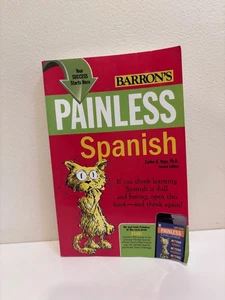 Your
SUCCESS
Starts Here
BARRON'S
PAINLESS
Spanish
Carlos B. Vega, Ph.D.
Second Edition
If you think learning
Spanish is dull
and boring, open this
book—and think again!
PAINLESS